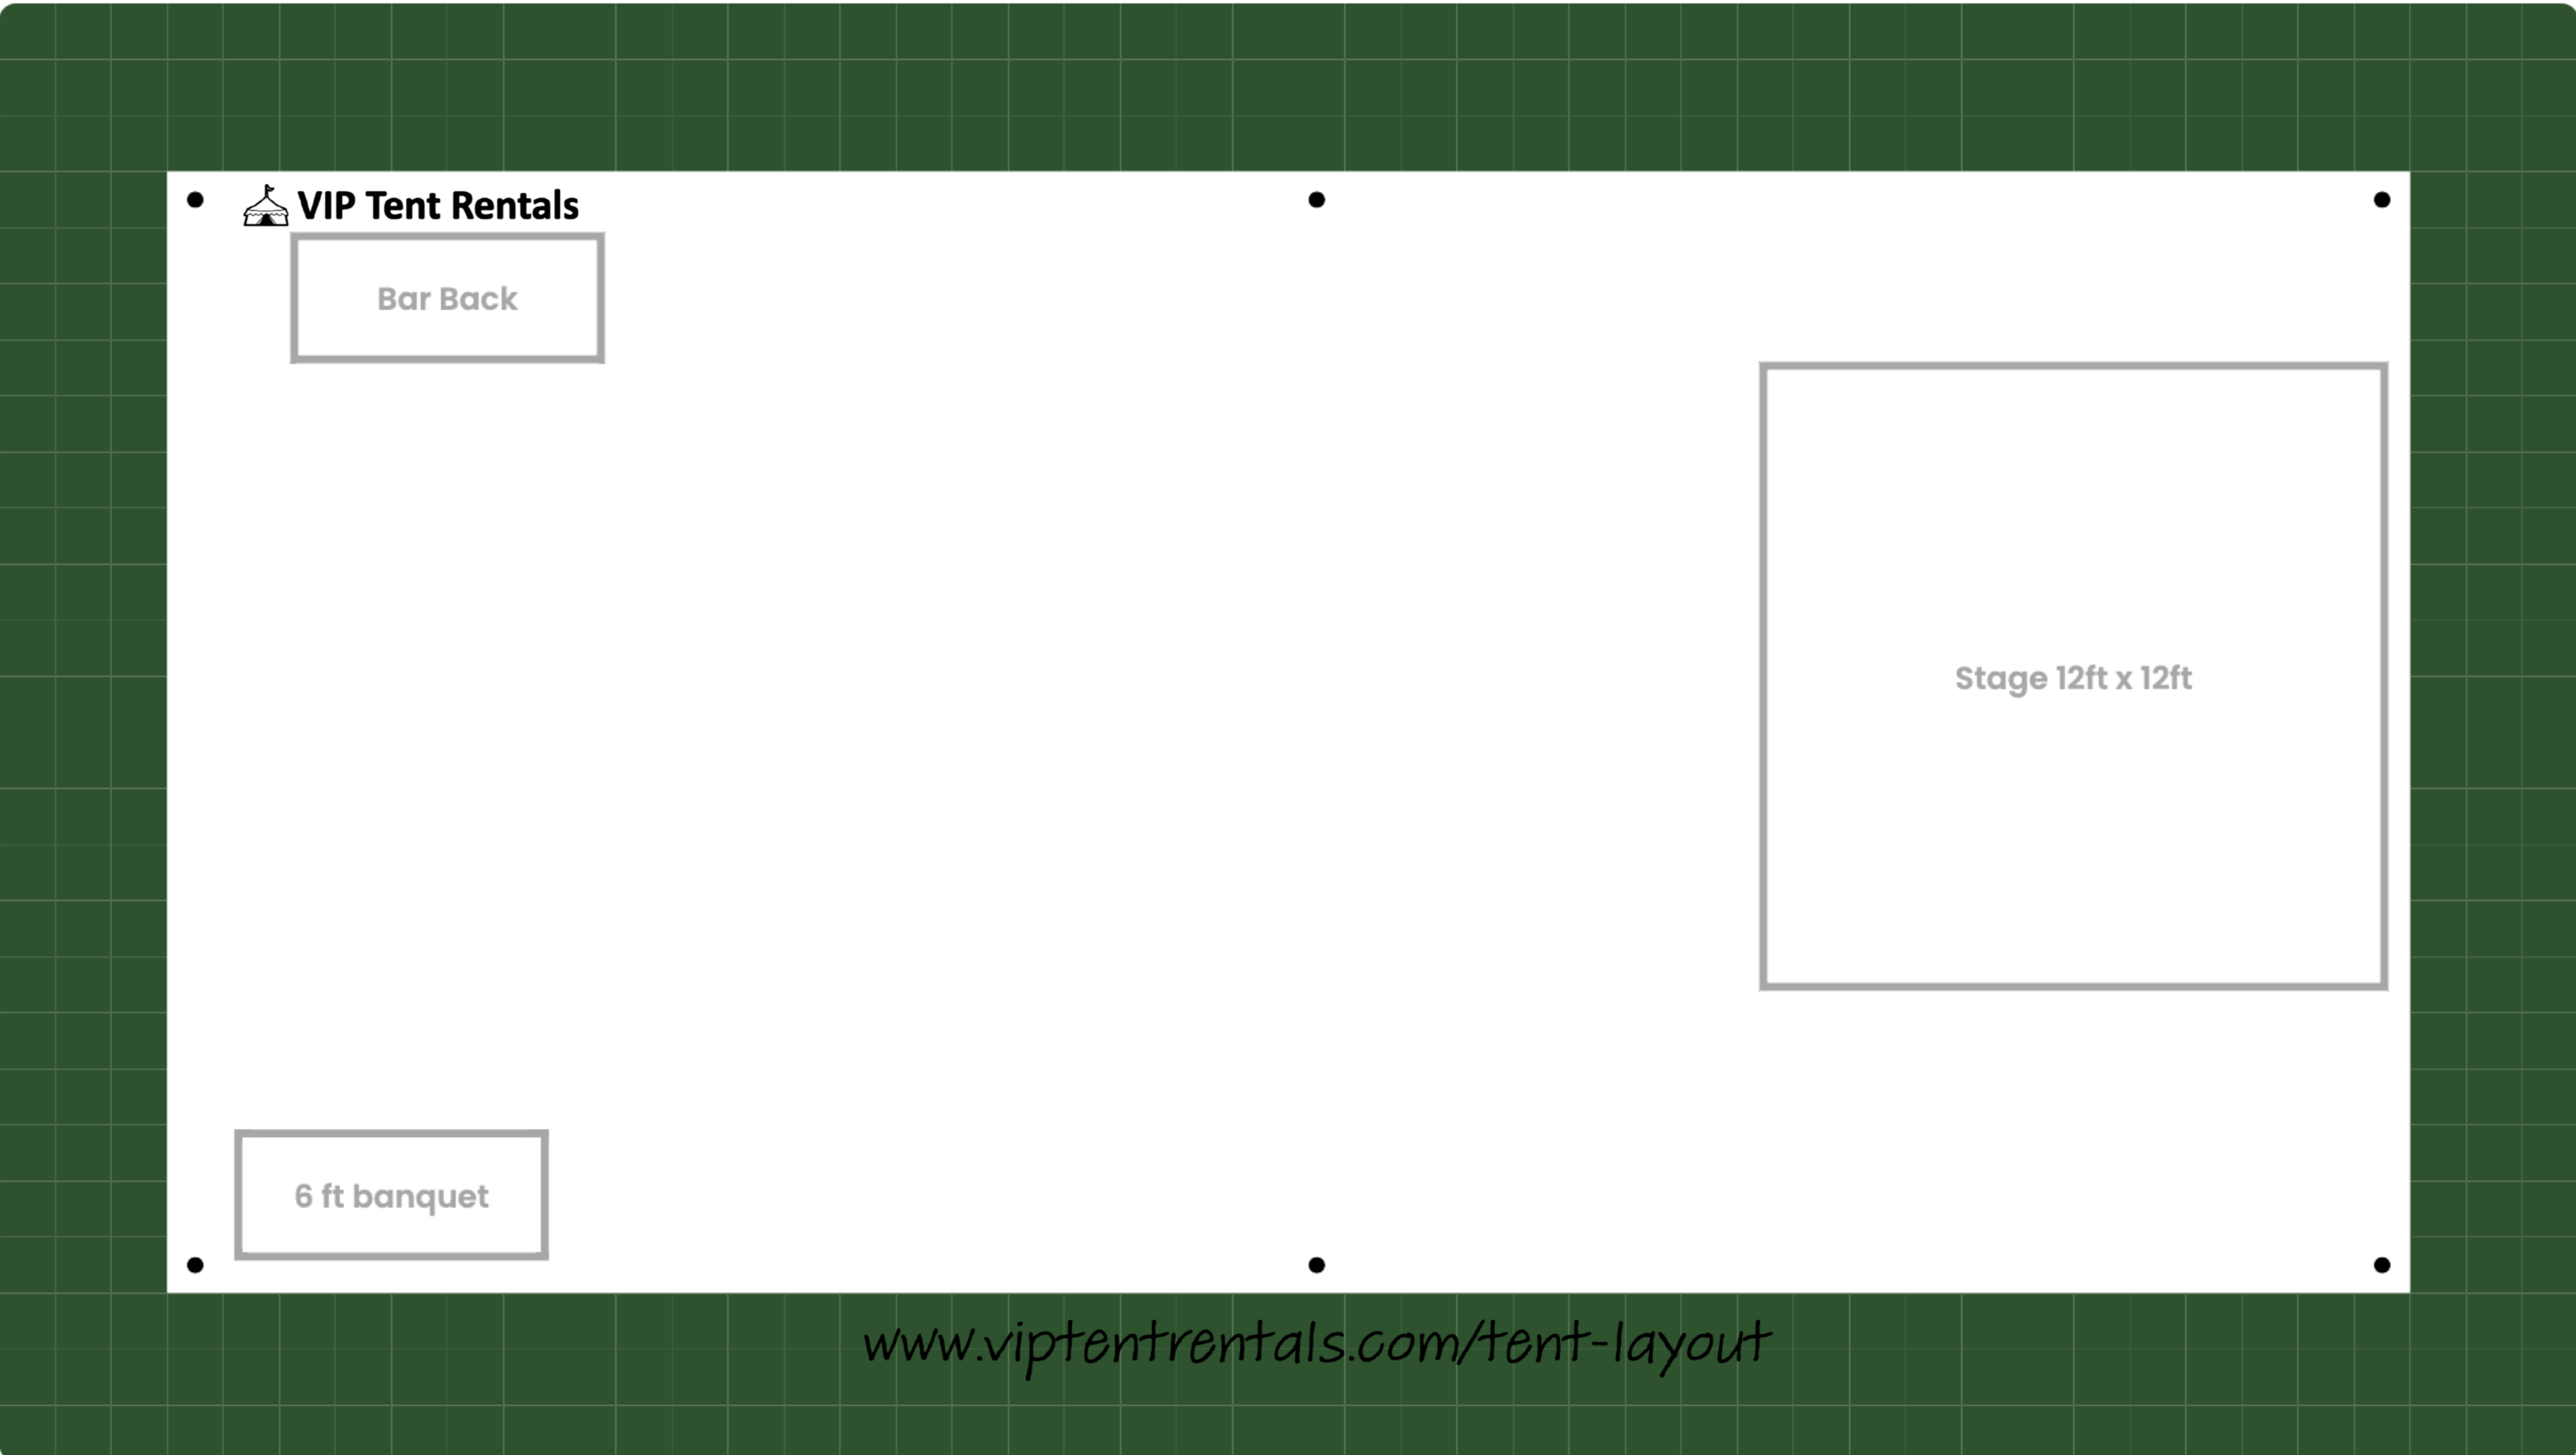 VIP Tent Rentals
Bar Back
Stage 12ft x 12ft
6 ft banquet
www.viptentrentals.com/tent-layout